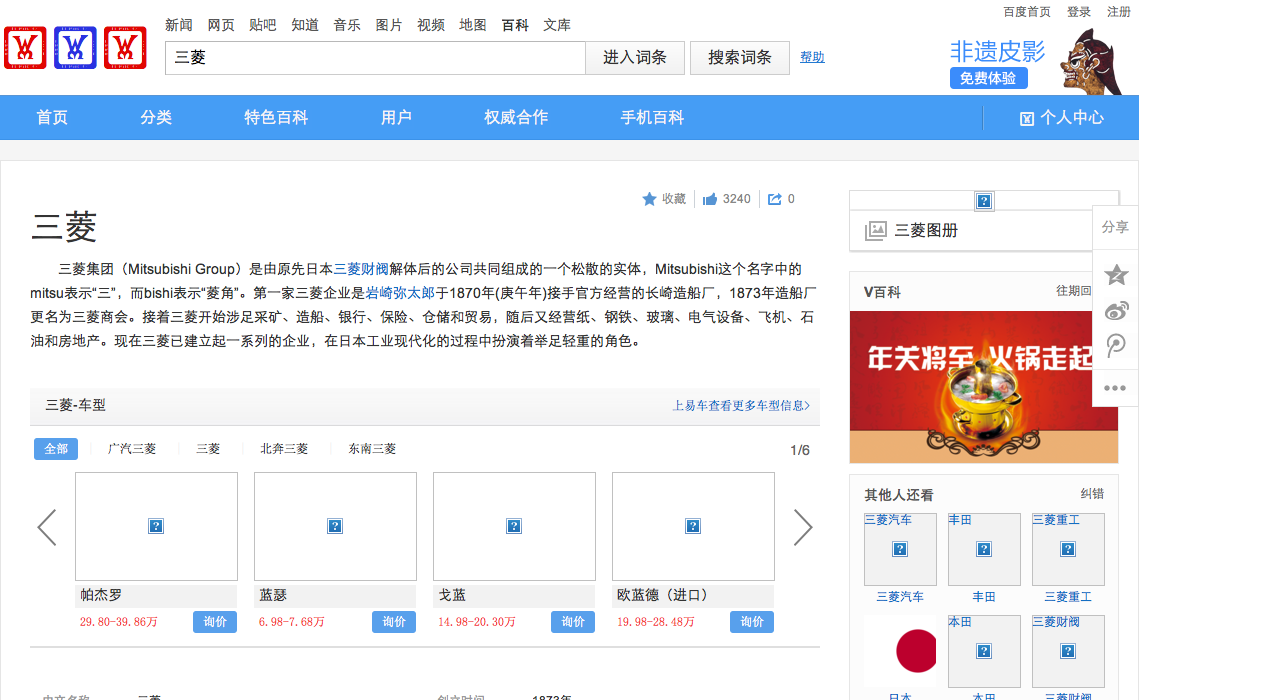 百度首页 登录 注册
新闻 网页 贴吧 知道 音乐 图片 视频 地图 百科 文库
三菱 进入词条 搜索词条 帮助
非遗皮影
免费体验
首页 分类 特色百科 用户 权威合作 手机百科 个人中心
收藏 3240 0
三菱
三菱集团（Mitsubishi Group）是由原先日本三菱财阀解体后的公司共同组成的一个松散的实体，Mitsubishi这个名字中的
mitsu表示“三”，而bishi表示“菱角”。第一家三菱企业是岩崎弥太郎于1870年(庚午年)接手官方经营的长崎造船厂，1873年造船厂
更名为三菱商会。接着三菱开始涉足采矿、造船、银行、保险、仓储和贸易，随后又经营纸、钢铁、玻璃、电气设备、飞机、石
油和房地产。现在三菱已建立起一系列的企业，在日本工业现代化的过程中扮演着举足轻重的角色。
三菱-车型 上易车查看更多车型信息>
全部 广汽三菱 三菱 北奔三菱 东南三菱 1/6
帕杰罗 蓝瑟 戈蓝 欧蓝德（进口）
29.80-39.86万 询价 6.98-7.68万 询价 14.98-20.30万 询价 19.98-28.48万 询价
中文名称 三菱 创立时间 1873年
三菱图册
分享
V百科 往期回
年关将至 火锅走起
其他人还看 纠错
三菱汽车 丰田 三菱重工
三菱汽车 丰田 三菱重工
本田 三菱财阀
日本 本田 三菱财阀